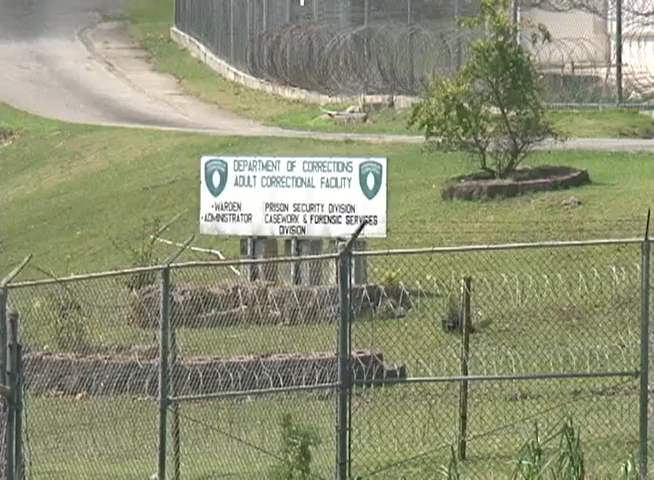 DEPARTMENT OF CORRECTIONS
ADULT CORRECTIONAL FACILITY
•WARDEN PRISON SECURITY DIVISION
•ADMINISTRATOR CASEWORK & FORENSIC SERVICES
DIVISION